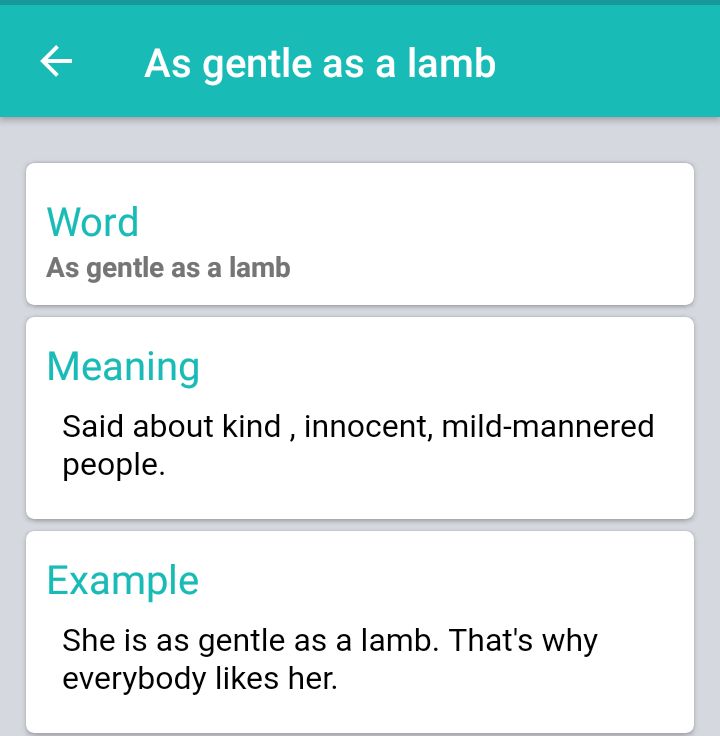 As gentle as a lamb
Word
As gentle as a lamb
Meaning
Said about kind , innocent, mild-mannered
people.
Example
She is as gentle as a lamb. That's why
everybody likes her.